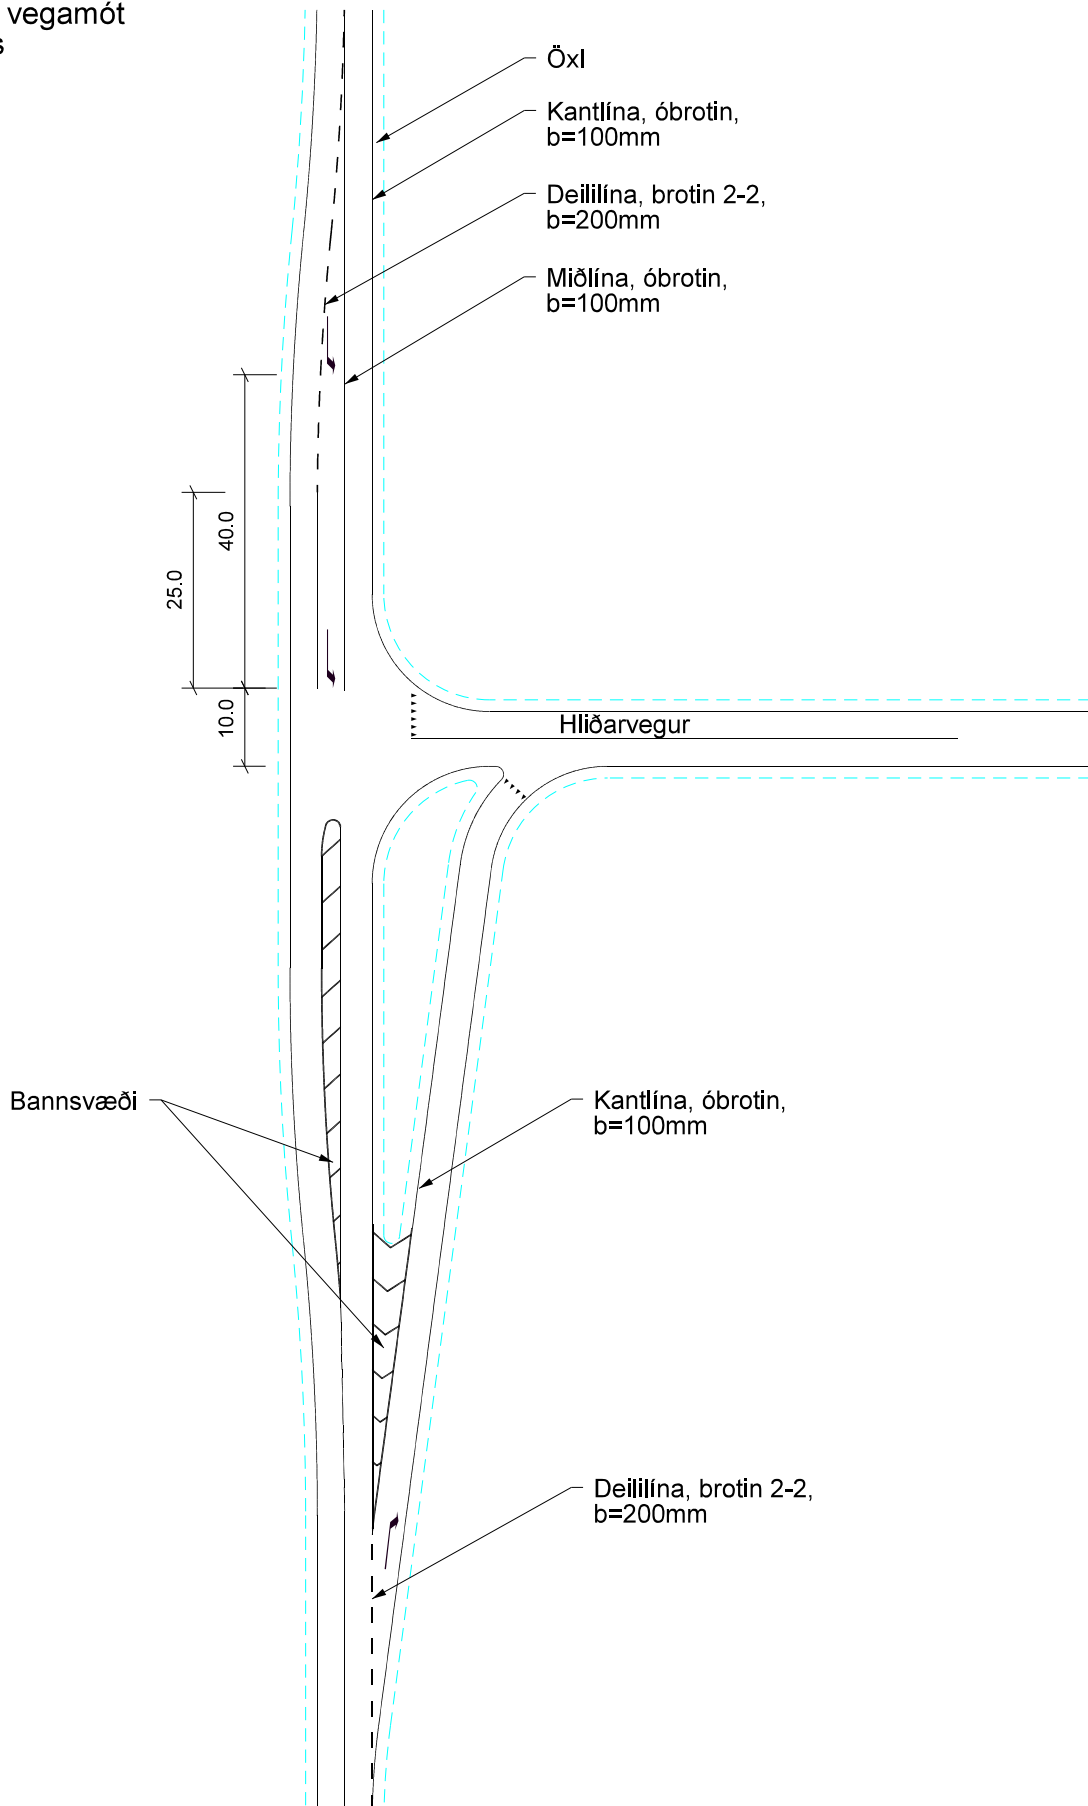 vegamót
s
Öxl
Kantlína, óbrotin,
b=100mm
Deililína, brotin 2-2,
b=200mm
Miðlína, óbrotin,
b=100mm
40.0
25.0
10.0
Hliðarvegur
Bannsvæði
Kantlína, óbrotin,
b=100mm
Deililína, brotin 2-2,
b=200mm